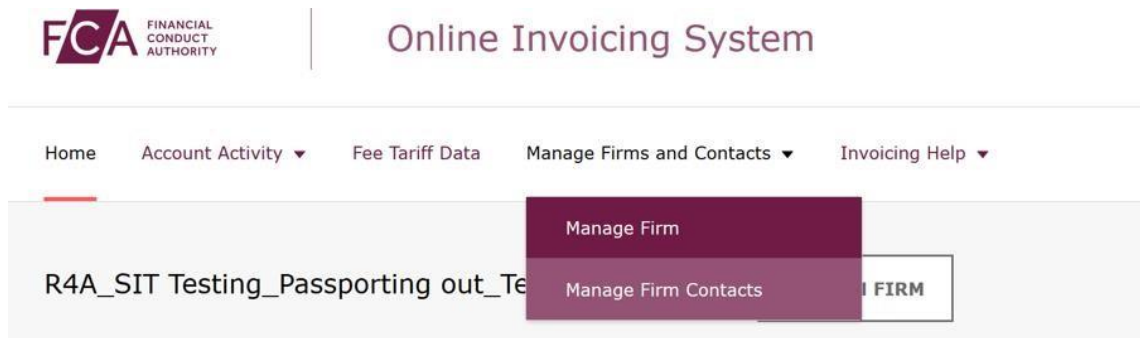 FCA
FINANCIAL
CONDUCT
AUTHORITY
Online Invoicing System
Home Account Activity Fee Tariff Data Manage Firms and Contacts Invoicing Help
Manage Firm
R4A_SIT Testing_Passporting out_Te
Manage Firm Contacts
FIRM